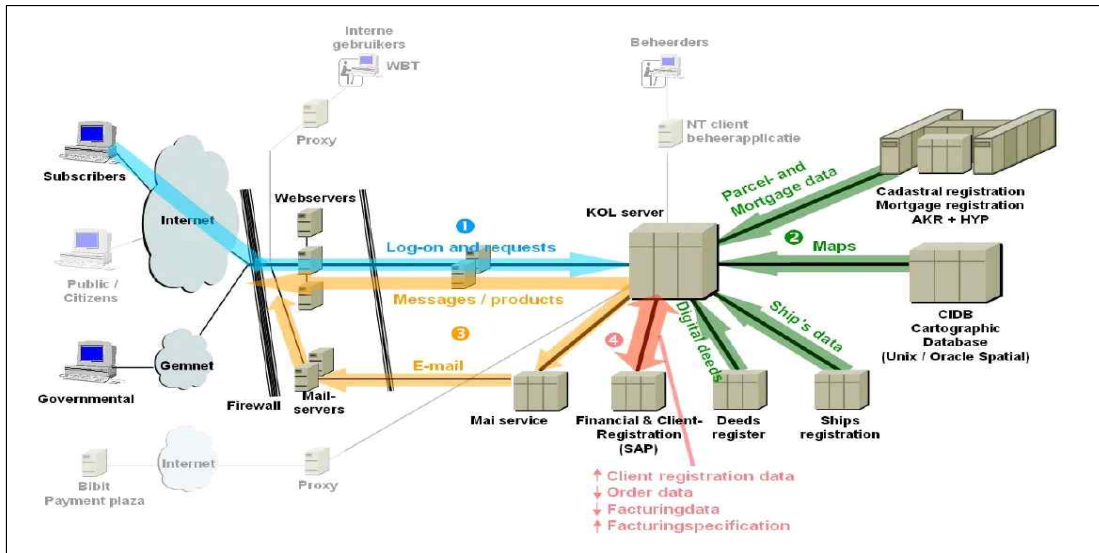 Interne
gebruikers
WBT
Beheerders
Proxy
NT client
beheerapplicatie
Subscribers
Internet
Webservers
KOL server
Parcel- and
Mortgage data
Cadastral registration
Mortgage registration
AKR + HYP
1
Log-on and requests
2
Maps
Public /
Citizens
Messages / products
CIDB
Cartographic
Database
(Unix / Oracle Spatial)
3
4
Digital deeds
Ship's data
Gemnet
E-mail
Governmental
Firewall
Mail-
servers
Mai service
Financial & Client-
Registration
(SAP)
Deeds
register
Ships
registration
Internet
Bibit
Payment plaza
Proxy
↑ Client registration data
↓ Order data
↓ Facturingdata
↑ Facturingspecification